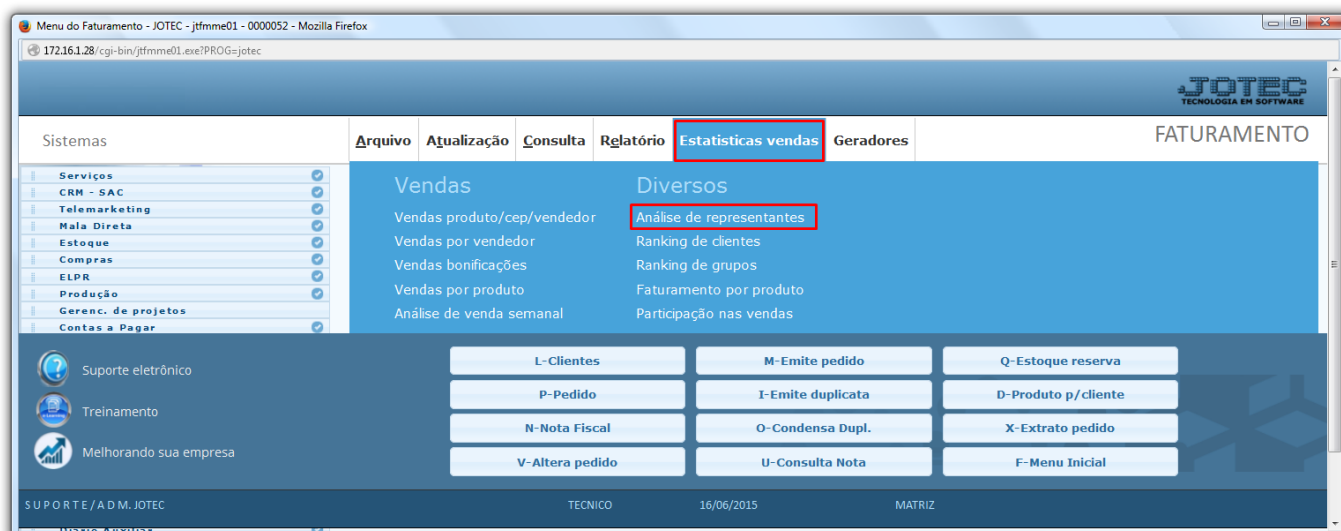 Menu do Faturamento - JOTEC - jtfmme01 - 0000052 - Mozilla Firefox
172.16.1.28/cgi-bin/jtfmme01.exe?PROG=jotec
JOTEC
TECNOLOGIA EM SOFTWARE
Sistemas
Arquivo Atualização Consulta Relatório Estatisticas vendas Geradores
FATURAMENTO
Serviços
CRM - SAC
Telemarketing
Mala Direta
Estoque
Compras
ELPR
Produção
Gerenc. de projetos
Contas a Pagar
Vendas
Vendas produto/cep/vendedor
Vendas por vendedor
Vendas bonificações
Vendas por produto
Análise de venda semanal
Diversos
Análise de representantes
Ranking de clientes
Ranking de grupos
Faturamento por produto
Participação nas vendas
Suporte eletrônico
Treinamento
Melhorando sua empresa
L-Clientes M-Emite pedido Q-Estoque reserva
P-Pedido I-Emite duplicata D-Produto p/cliente
N-Nota Fiscal O-Condensa Dupl. X-Extrato pedido
V-Altera pedido U-Consulta Nota F-Menu Inicial
SUPORTE/ADM.JOTEC TECNICO 16/06/2015 MATRIZ